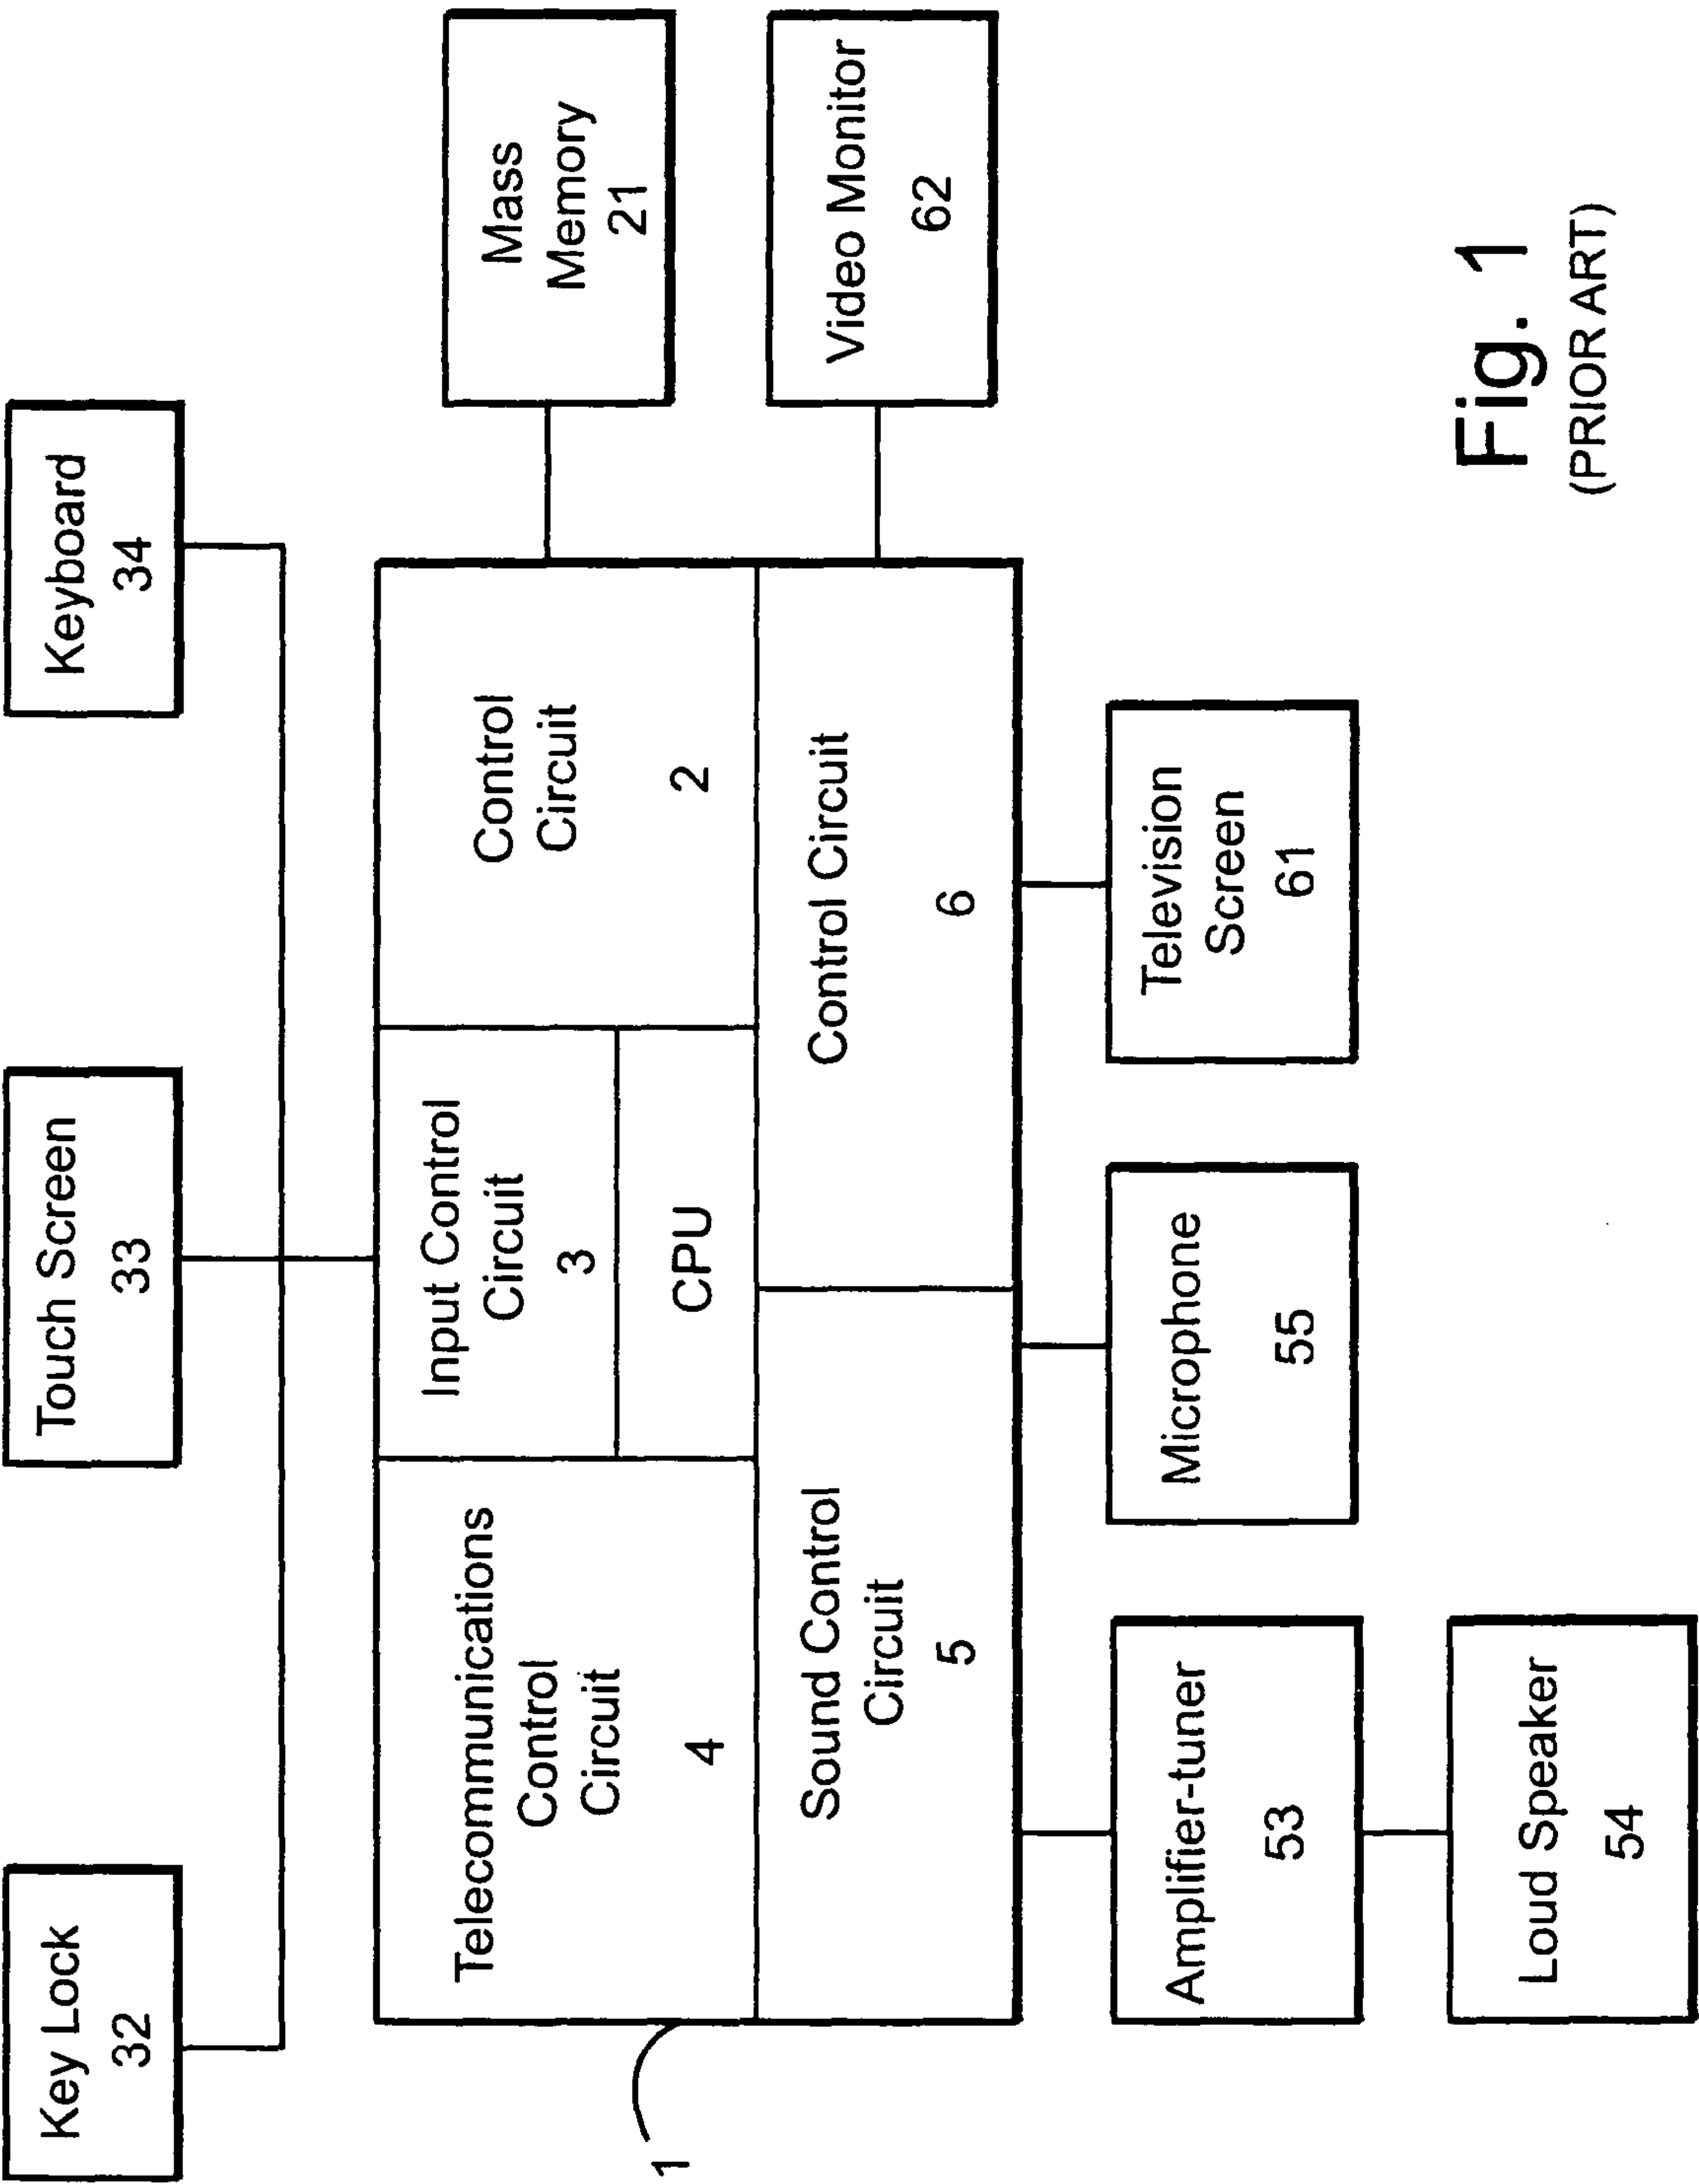 Key Lock
32
Touch Screen
33
Keyboard
34
1
Telecommunications
Control
Circuit
4
Input Control
Circuit
3
CPU
Control
Circuit
2
Mass
Memory
21
Sound Control
Circuit
5
Control Circuit
6
Video Monitor
62
Amplifier-tuner
53
Microphone
55
Television
Screen
61
Loud Speaker
54
Fig. 1
(PRIOR ART)